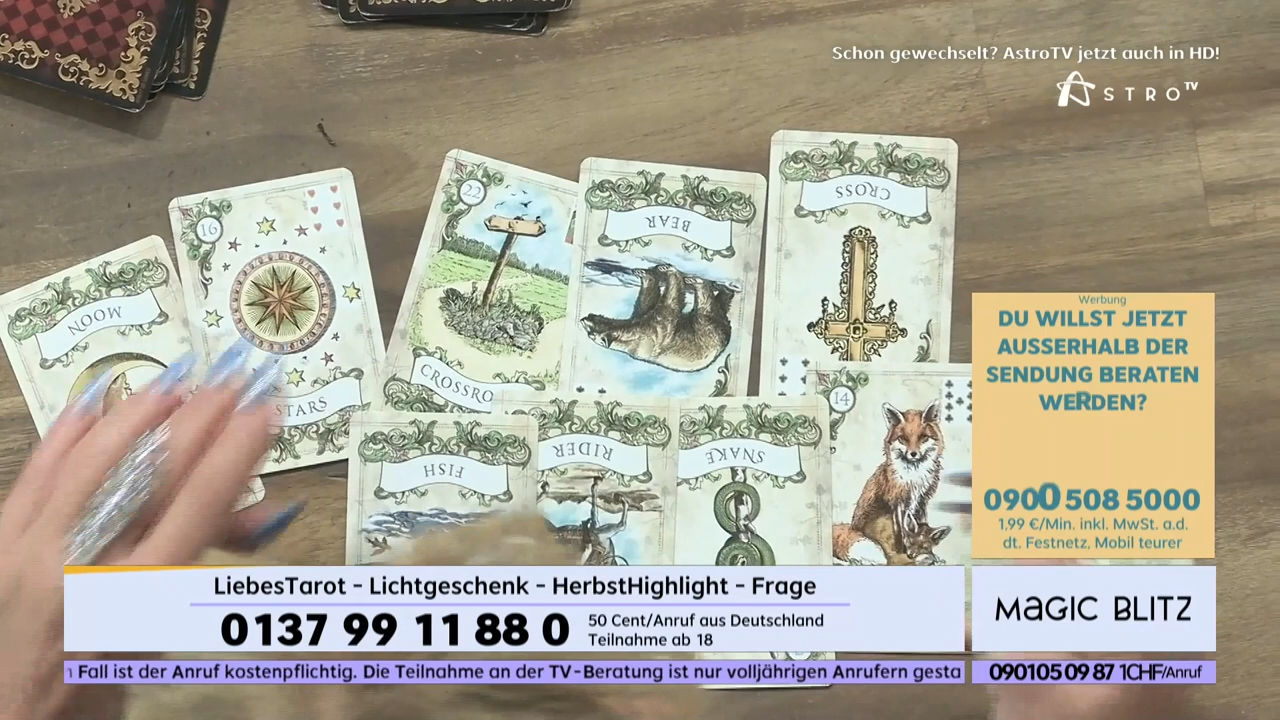 Schon gewechselt? AstroTV jetzt auch in HD!
ASTRO TV
CROSS
22
BEAR
16
MOON
STARS
CROSSRO
14
FISH
RIDER
SNAKE
Werbung
DU WILLST JETZT
AUSSERHALB DER
SENDUNG BERATEN
WERDEN?
0900 508 5000
1,99 €/Min. inkl. MwSt. a.d.
dt. Festnetz, Mobil teurer
LiebesTarot - Lichtgeschenk - HerbstHighlight - Frage
0137 99 11 88 0
50 Cent/Anruf aus Deutschland
Teilnahme ab 18
MAGIC BLITZ
n Fall ist der Anruf kostenpflichtig. Die Teilnahme an der TV-Beratung ist nur volljährigen Anrufern gesta
090105 09 87 1CHF/Anruf